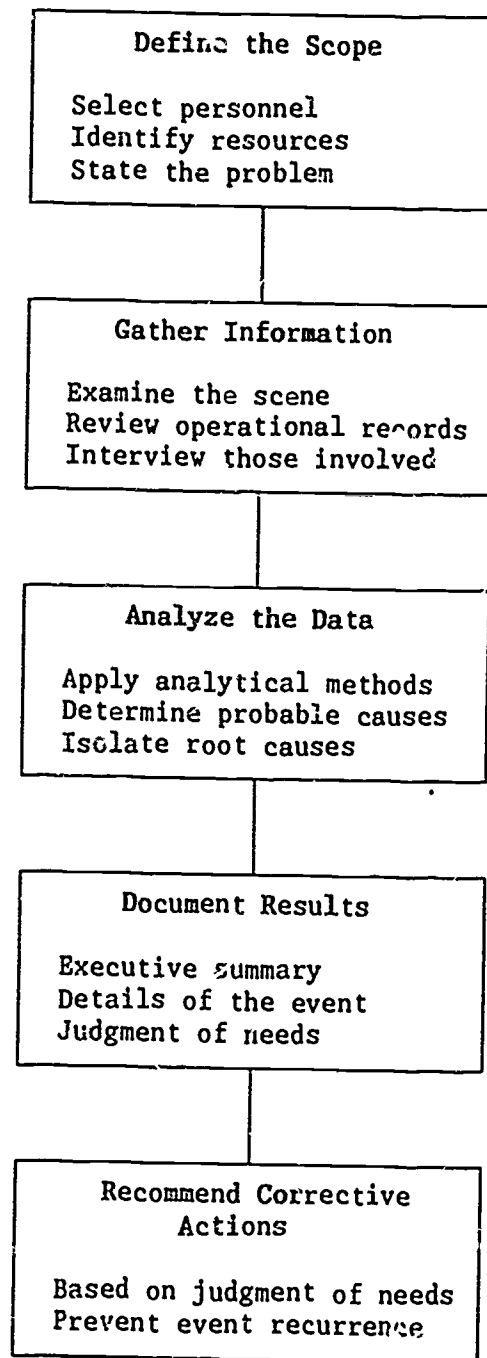 Define the Scope
Select personnel
Identify resources
State the problem
Gather Information
Examine the scene
Review operational records
Interview those involved
Analyze the Data
Apply analytical methods
Determine probable causes
Isolate root causes
Document Results
Executive summary
Details of the event
Judgment of needs
Recommend Corrective
Actions
Based on judgment of needs
Prevent event recurrence